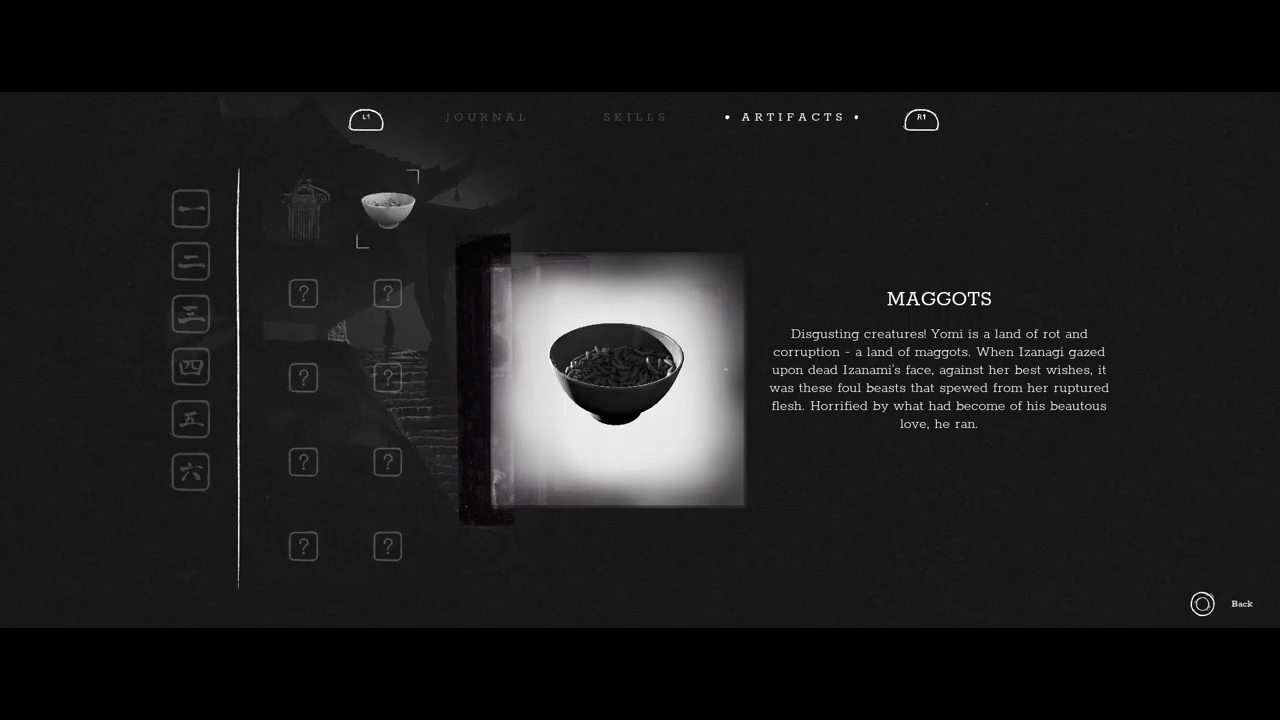 L1 JOURNAL SKILLS • ARTIFACTS • R1
一
二
三
四
五
六
? ?
? ?
? ?
? ?
MAGGOTS
Disgusting creatures! Yomi is a land of rot and
corruption - a land of maggots. When Izanagi gazed
upon dead Izanami's face, against her best wishes, it
was these foul beasts that spewed from her ruptured
flesh. Horrified by what had become of his beautous
love, he ran.
Back